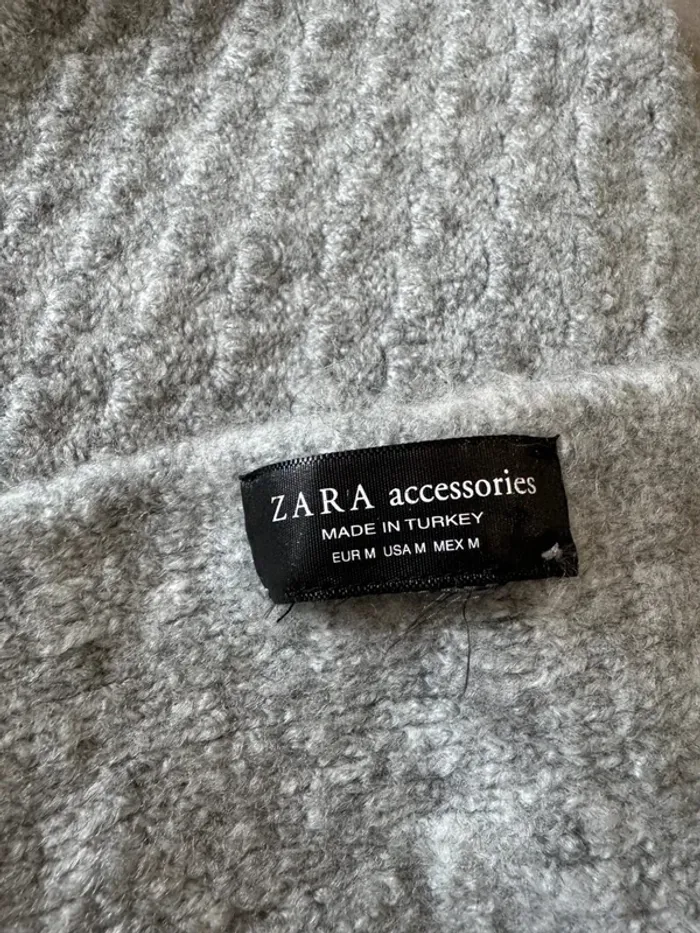 ZARA accessories
MADE IN TURKEY
EUR M USA M MEX M